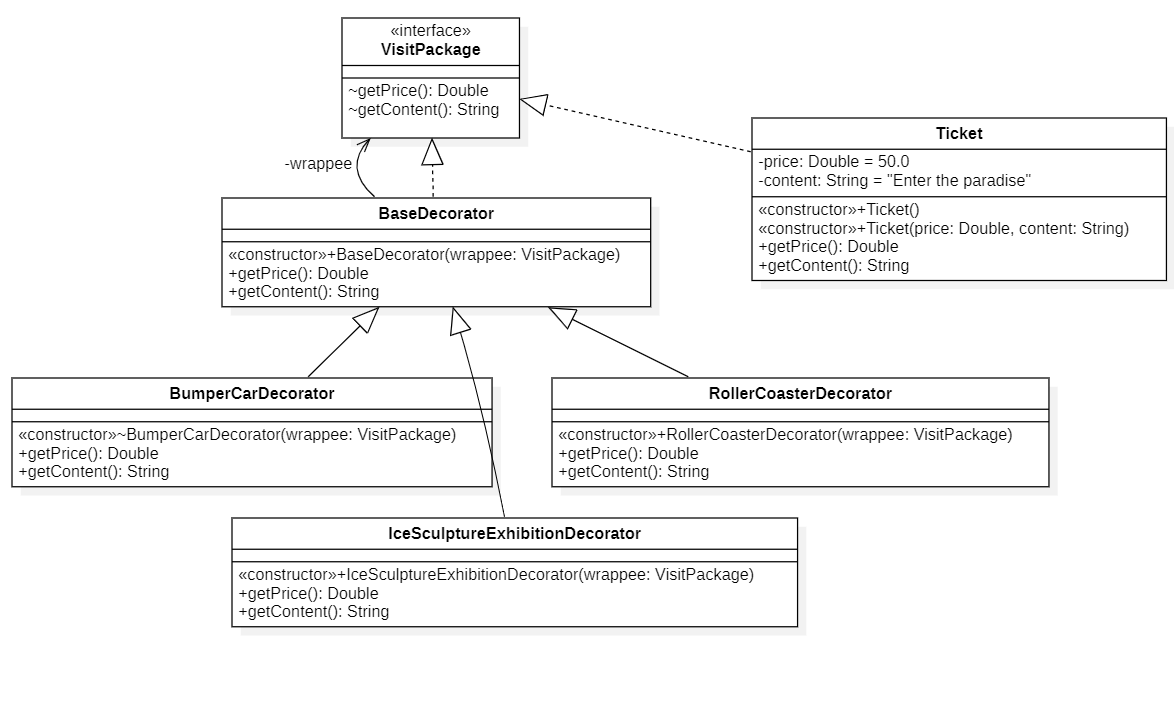 «interface»
VisitPackage
~getPrice(): Double
~getContent(): String
Ticket
-price: Double = 50.0
-content: String = "Enter the paradise"
«constructor»+Ticket()
«constructor»+Ticket(price: Double, content: String)
+getPrice(): Double
+getContent(): String
-wrappee
BaseDecorator
«constructor»+BaseDecorator(wrappee: VisitPackage)
+getPrice(): Double
+getContent(): String
BumperCarDecorator
«constructor»~BumperCarDecorator(wrappee: VisitPackage)
+getPrice(): Double
+getContent(): String
RollerCoasterDecorator
«constructor»+RollerCoasterDecorator(wrappee: VisitPackage)
+getPrice(): Double
+getContent(): String
IceSculptureExhibitionDecorator
«constructor»+IceSculptureExhibitionDecorator(wrappee: VisitPackage)
+getPrice(): Double
+getContent(): String